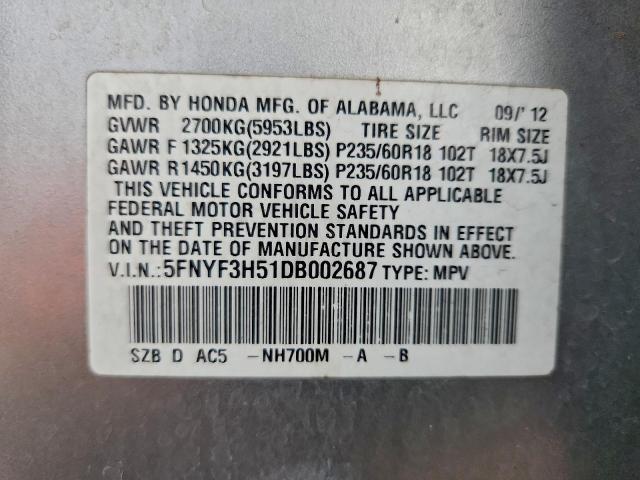 MFD. BY HONDA MFG. OF ALABAMA, LLC 09/'12
GVWR 2700KG(5953LBS) TIRE SIZE RIM SIZE
GAWR F 1325KG(2921LBS) P235/60R18 102T 18X7.5J
GAWR R1450KG(3197LBS) P235/60R18 102T 18X7.5J
THIS VEHICLE CONFORMS TO ALL APPLICABLE
FEDERAL MOTOR VEHICLE SAFETY
AND THEFT PREVENTION STANDARDS IN EFFECT
ON THE DATE OF MANUFACTURE SHOWN ABOVE.
V.I.N.: 5FNYF3H51DB002687 TYPE: MPV
SZB D AC5 -NH700M -A -B